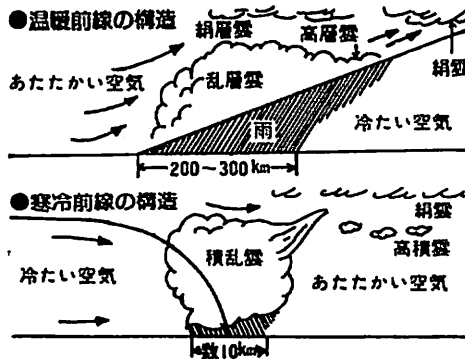 ●温暖前線の構造
絹層雲
高層雲
絹雲
あたたかい空気
乱層雲
雨
冷たい空気
200～300km
●寒冷前線の構造
絹雲
高積雲
積乱雲
冷たい空気
あたたかい空気
数10km